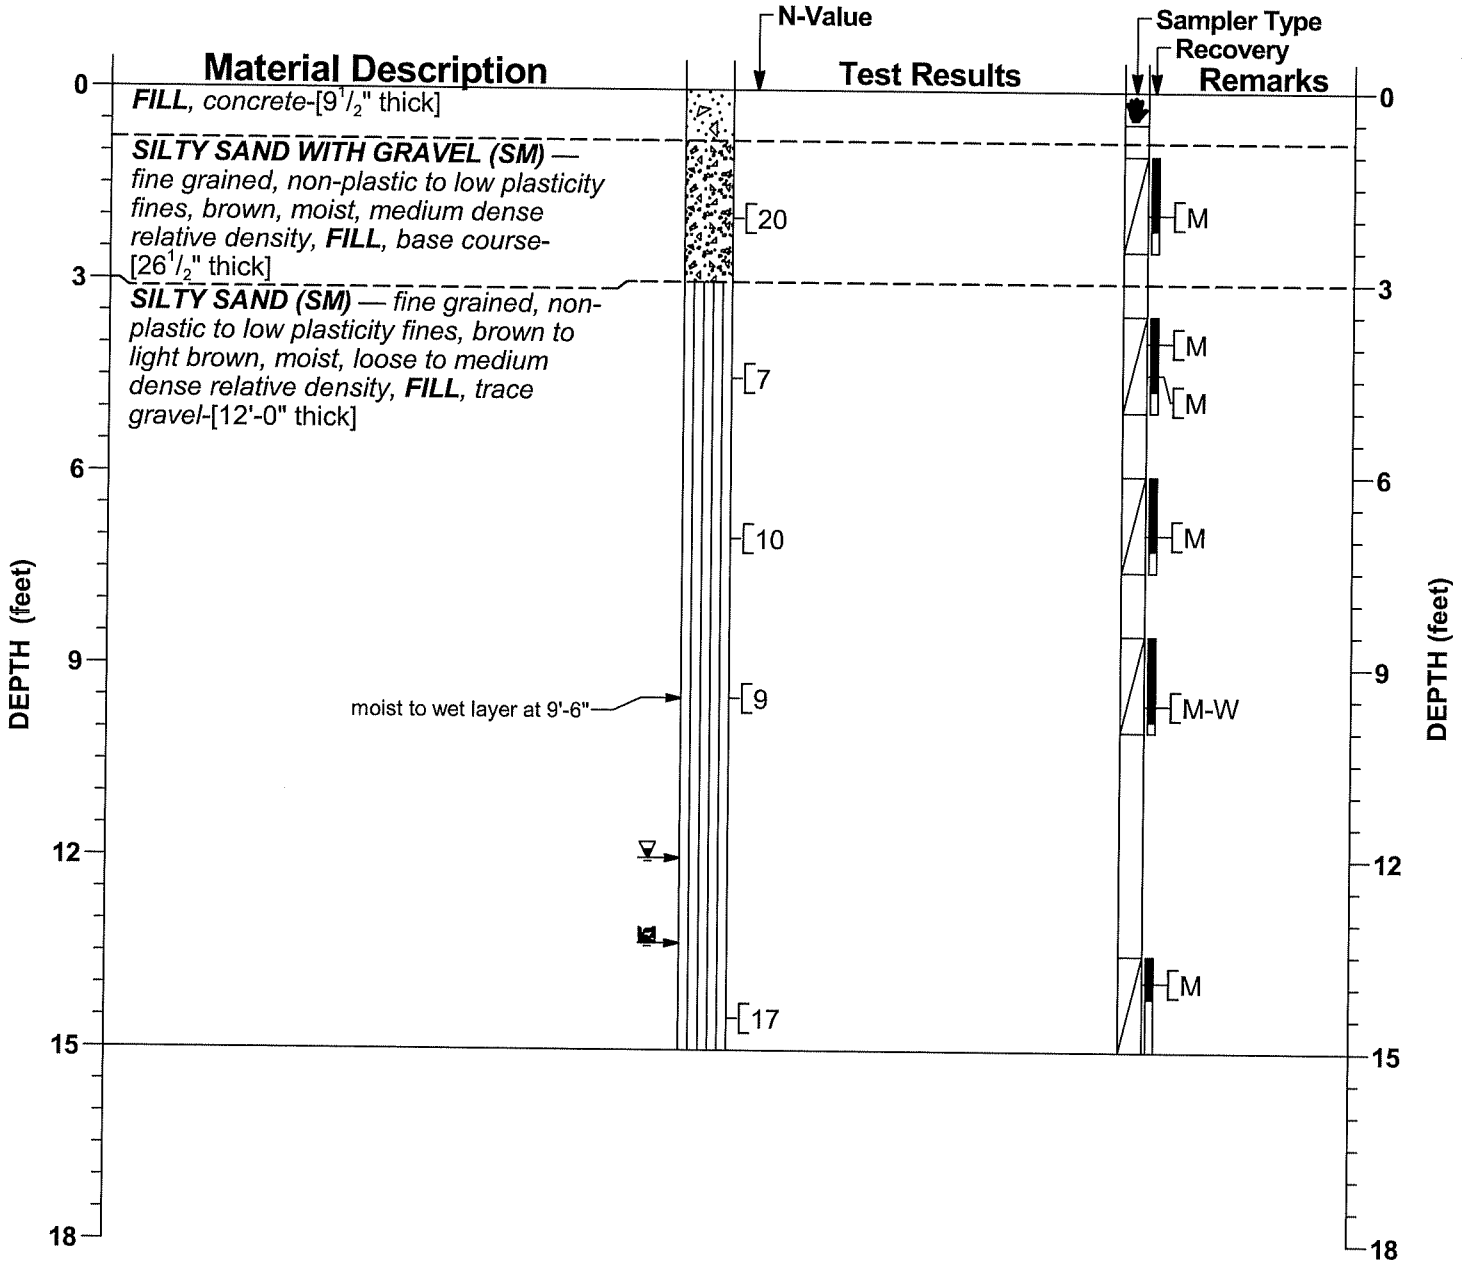 N-Value
Sampler Type
Recovery
Material Description
Test Results
Remarks
0
0
FILL, concrete-[9 1/2" thick]
SILTY SAND WITH GRAVEL (SM) —
fine grained, non-plastic to low plasticity
fines, brown, moist, medium dense
relative density, FILL, base course-
[26 1/2" thick]
20
[M
3
3
SILTY SAND (SM) — fine grained, non-
plastic to low plasticity fines, brown to
light brown, moist, loose to medium
dense relative density, FILL, trace
gravel-[12'-0" thick]
[M
7
[M
6
6
10
[M
DEPTH (feet)
DEPTH (feet)
9
9
moist to wet layer at 9'-6"
9
[M-W
12
12
[M
17
15
15
18
18